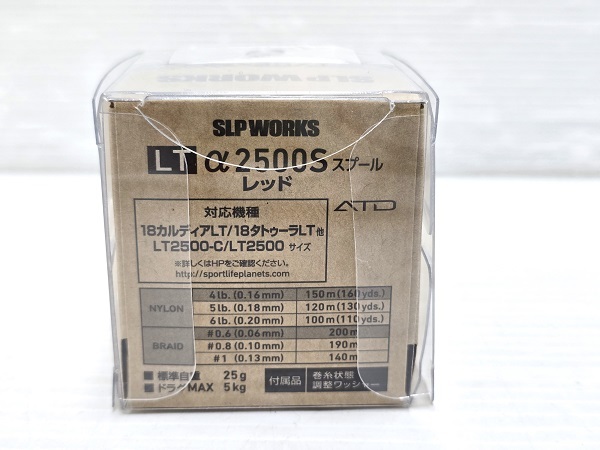 SLP WORKS
SLP WORKS
LT α2500S スプール
レッド
対応機種
ATD
18カルディアLT/18タトゥーラLT他
LT2500-C/LT2500 サイズ
※詳しくはHPをご確認ください。
http://sportlifeplanets.com
NYLON
4lb.(0.16mm) 150m(160yds.)
5lb.(0.18mm) 120m(130yds.)
6lb.(0.20mm) 100m(110yds.)
BRAID
#0.6(0.06mm) 200m
#0.8(0.10mm) 190m
#1 (0.13mm) 140m
■標準自重 25g
■ドラグMAX 5kg
付属品
巻糸状態
調整ワッシャー